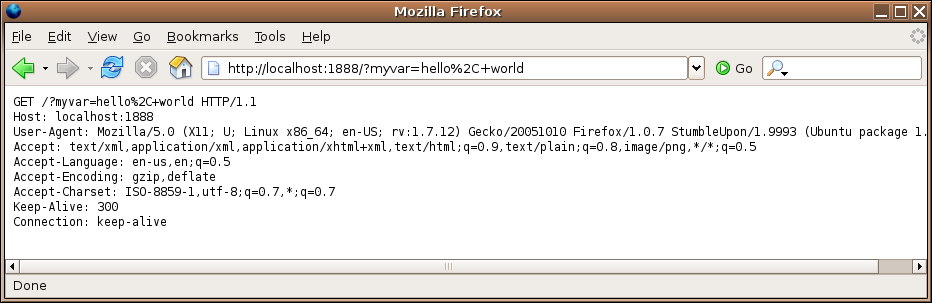 Mozilla Firefox
File Edit View Go Bookmarks Tools Help
http://localhost:1888/?myvar=hello%2C+world Go
GET /?myvar=hello%2C+world HTTP/1.1
Host: localhost:1888
User-Agent: Mozilla/5.0 (X11; U; Linux x86_64; en-US; rv:1.7.12) Gecko/20051010 Firefox/1.0.7 StumbleUpon/1.9993 (Ubuntu package 1.
Accept: text/xml,application/xml,application/xhtml+xml,text/html;q=0.9,text/plain;q=0.8,image/png,*/*;q=0.5
Accept-Language: en-us,en;q=0.5
Accept-Encoding: gzip,deflate
Accept-Charset: ISO-8859-1,utf-8;q=0.7,*;q=0.7
Keep-Alive: 300
Connection: keep-alive
Done